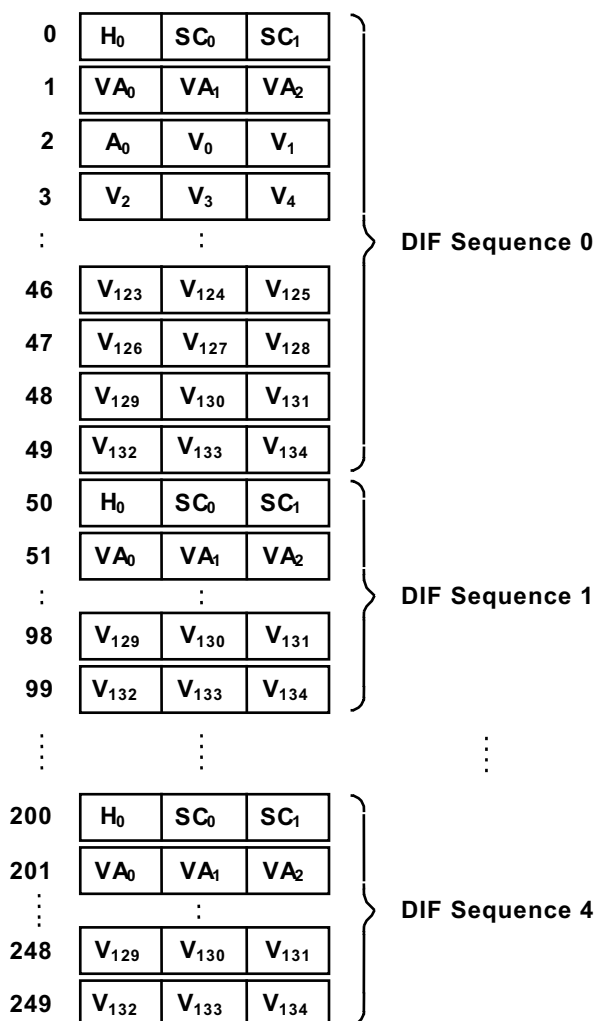 0 H₀ SC₀ SC₁
1 VA₀ VA₁ VA₂
2 A₀ V₀ V₁
3 V₂ V₃ V₄
: :
DIF Sequence 0
46 V₁₂₃ V₁₂₄ V₁₂₅
47 V₁₂₆ V₁₂₇ V₁₂₈
48 V₁₂₉ V₁₃₀ V₁₃₁
49 V₁₃₂ V₁₃₃ V₁₃₄
50 H₀ SC₀ SC₁
51 VA₀ VA₁ VA₂
: : DIF Sequence 1
98 V₁₂₉ V₁₃₀ V₁₃₁
99 V₁₃₂ V₁₃₃ V₁₃₄
⋮ ⋮ ⋮
200 H₀ SC₀ SC₁
201 VA₀ VA₁ VA₂
⋮ : DIF Sequence 4
248 V₁₂₉ V₁₃₀ V₁₃₁
249 V₁₃₂ V₁₃₃ V₁₃₄